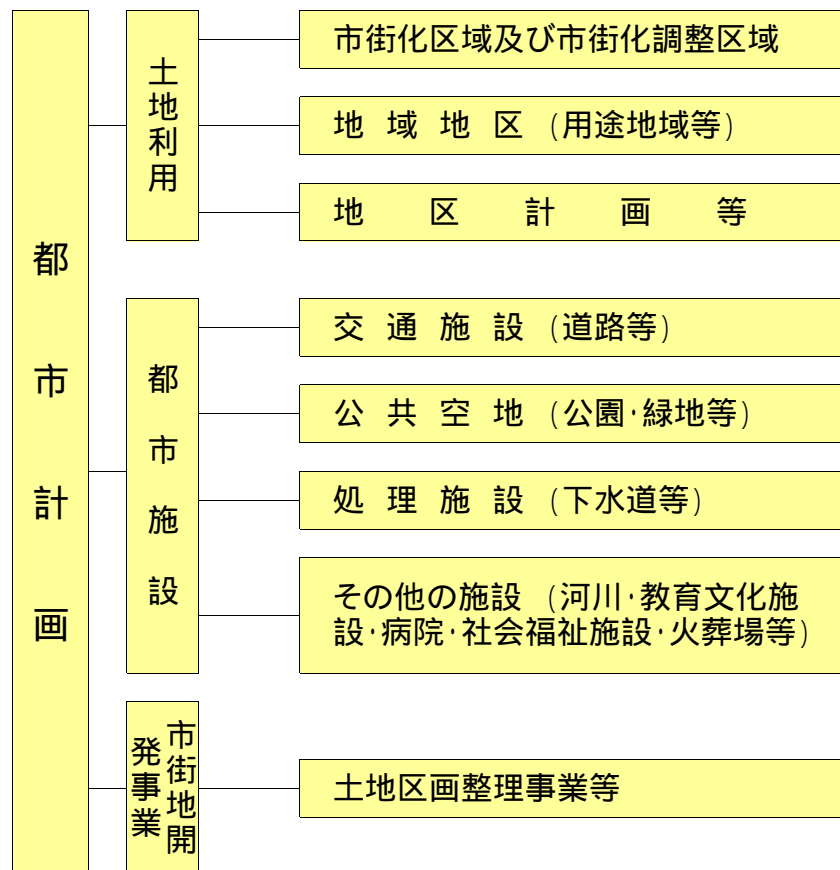 都市計画
土地利用
市街化区域及び市街化調整区域
地域地区 (用途地域等)
地区計画等
都市施設
交通施設 (道路等)
公共空地 (公園・緑地等)
処理施設 (下水道等)
その他の施設 (河川・教育文化施
設・病院・社会福祉施設・火葬場等)
市街地開
発事業
土地区画整理事業等